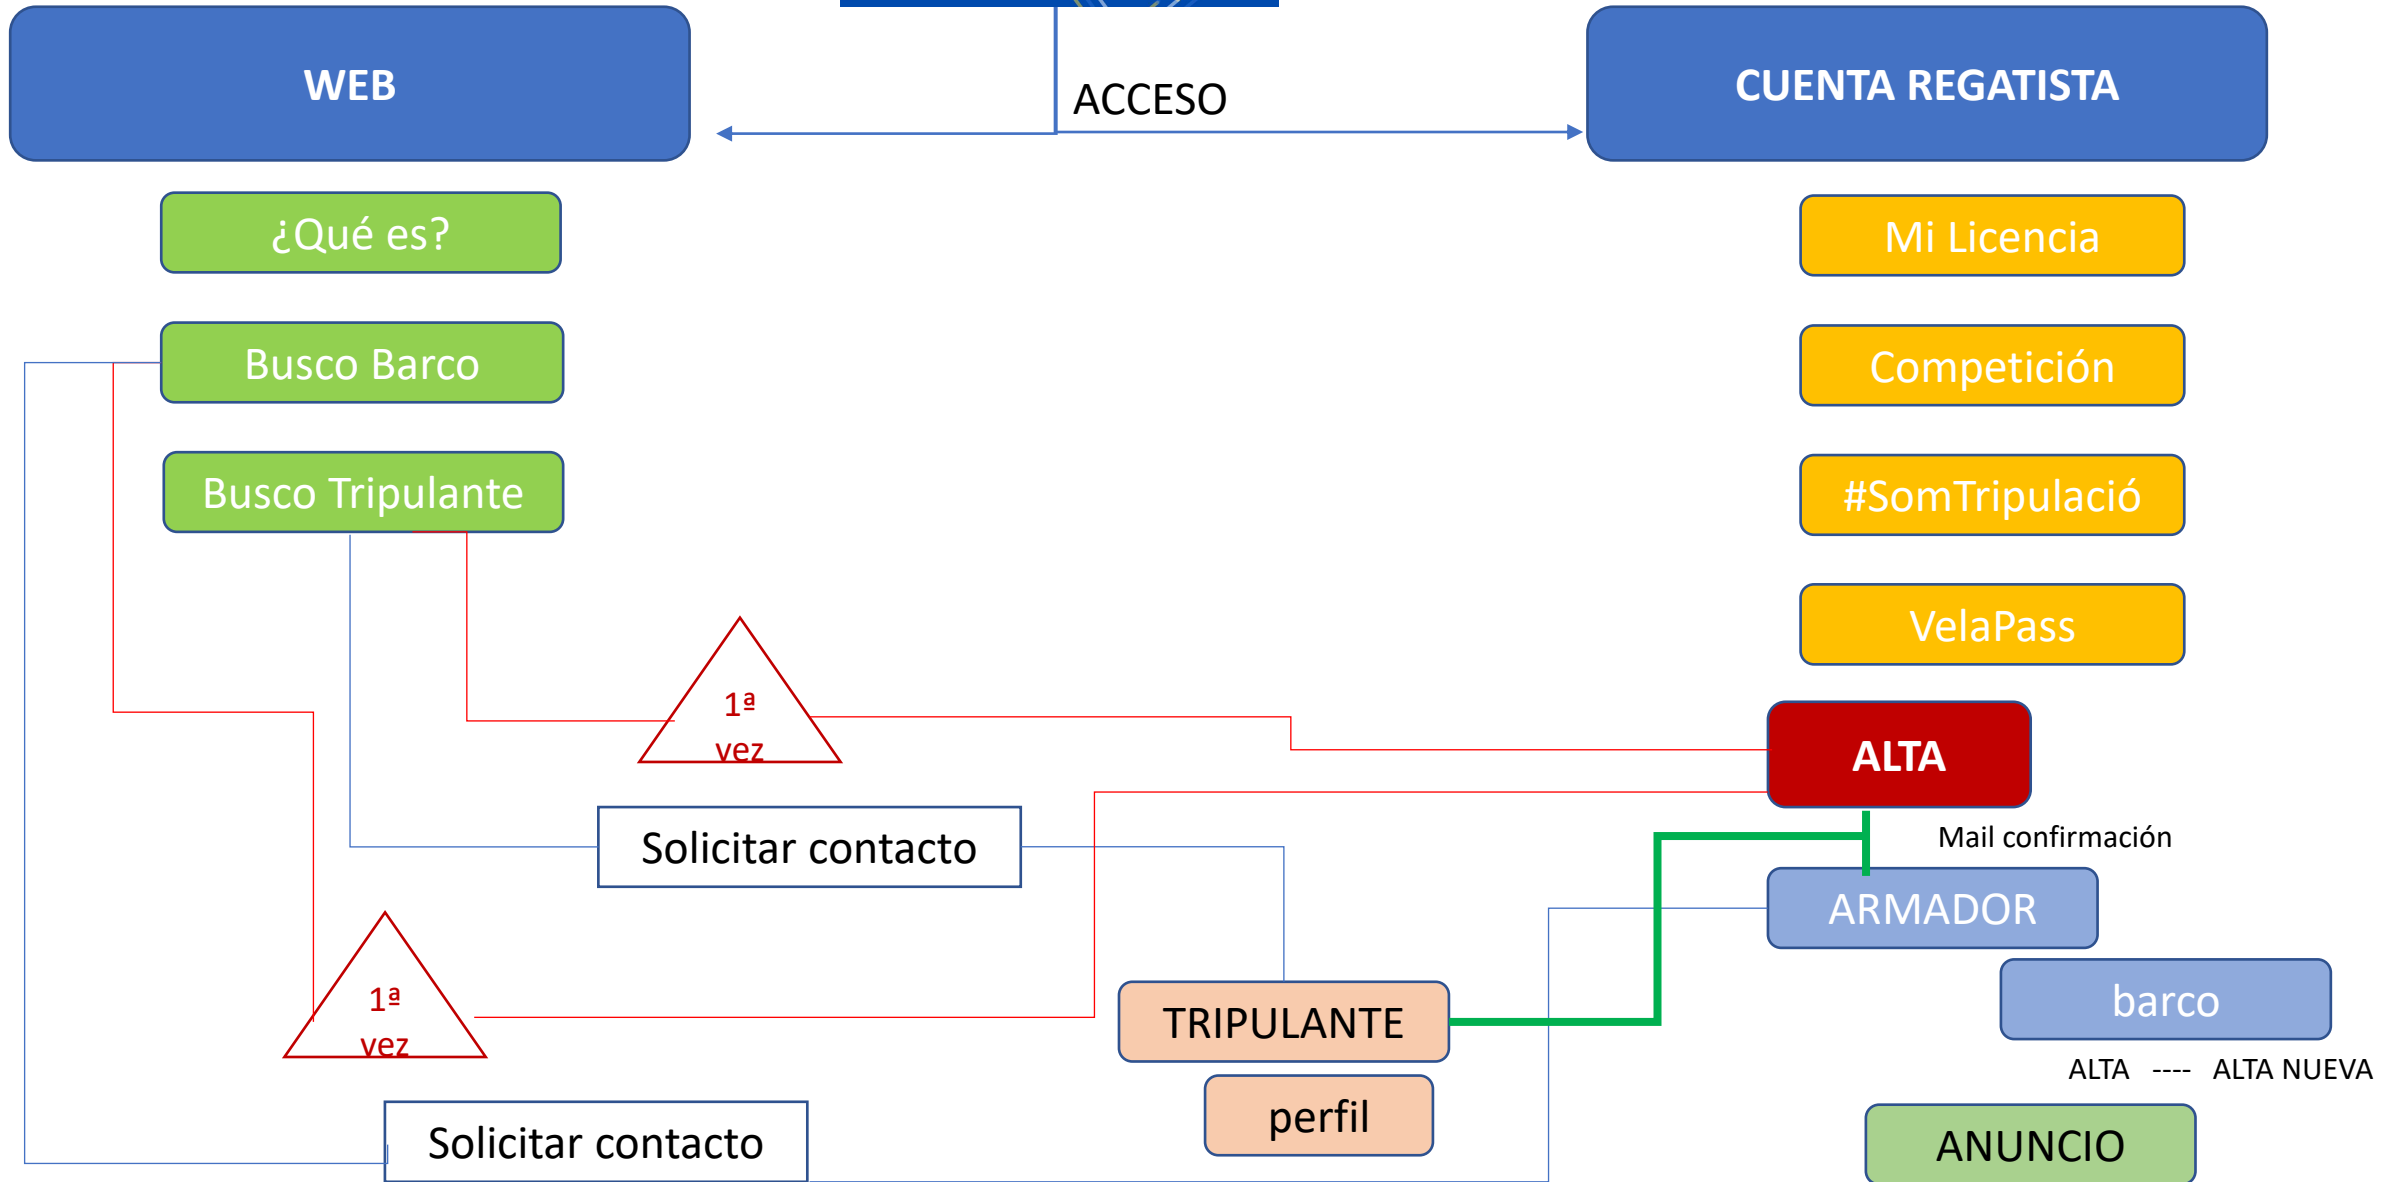 WEB
ACCESO
CUENTA REGATISTA
¿Qué es?
Mi Licencia
Busco Barco
Competición
Busco Tripulante
#SomTripulació
VelaPass
1ª
vez
ALTA
Solicitar contacto
Mail confirmación
ARMADOR
1ª
vez
barco
TRIPULANTE
ALTA ---- ALTA NUEVA
perfil
Solicitar contacto
ANUNCIO